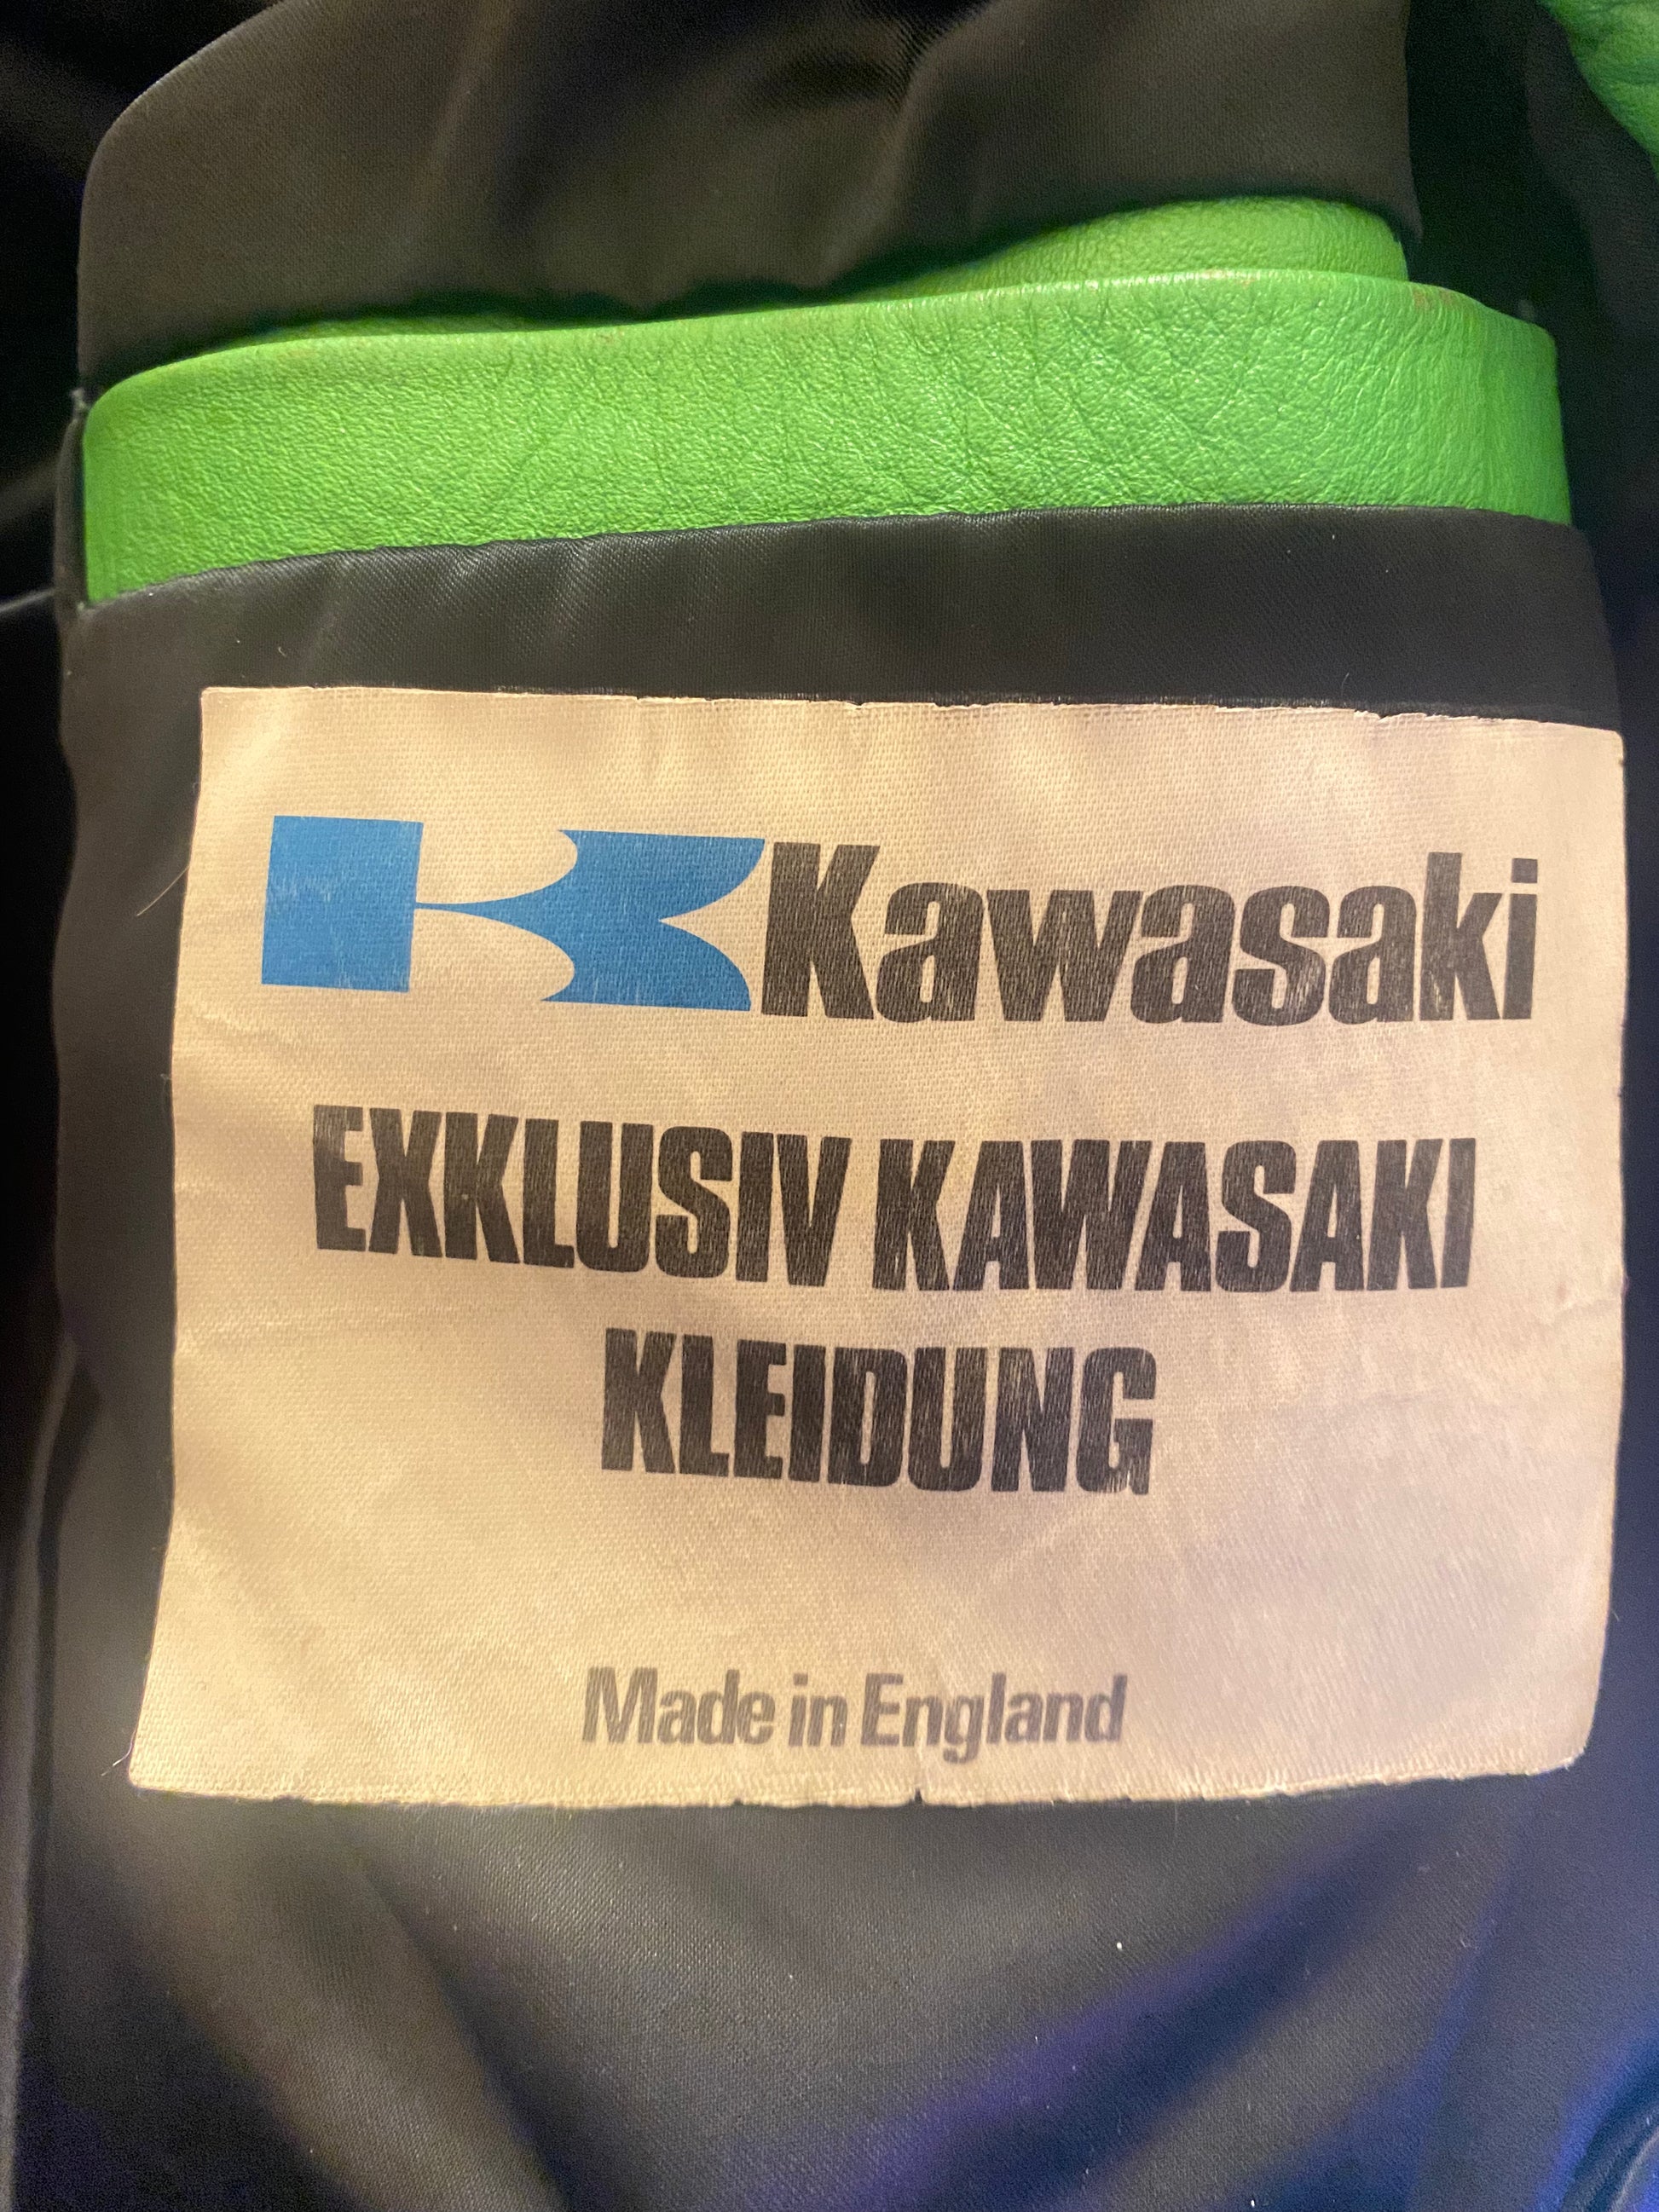 Kawasaki
EXKLUSIV KAWASAKI
KLEIDUNG
Made in England